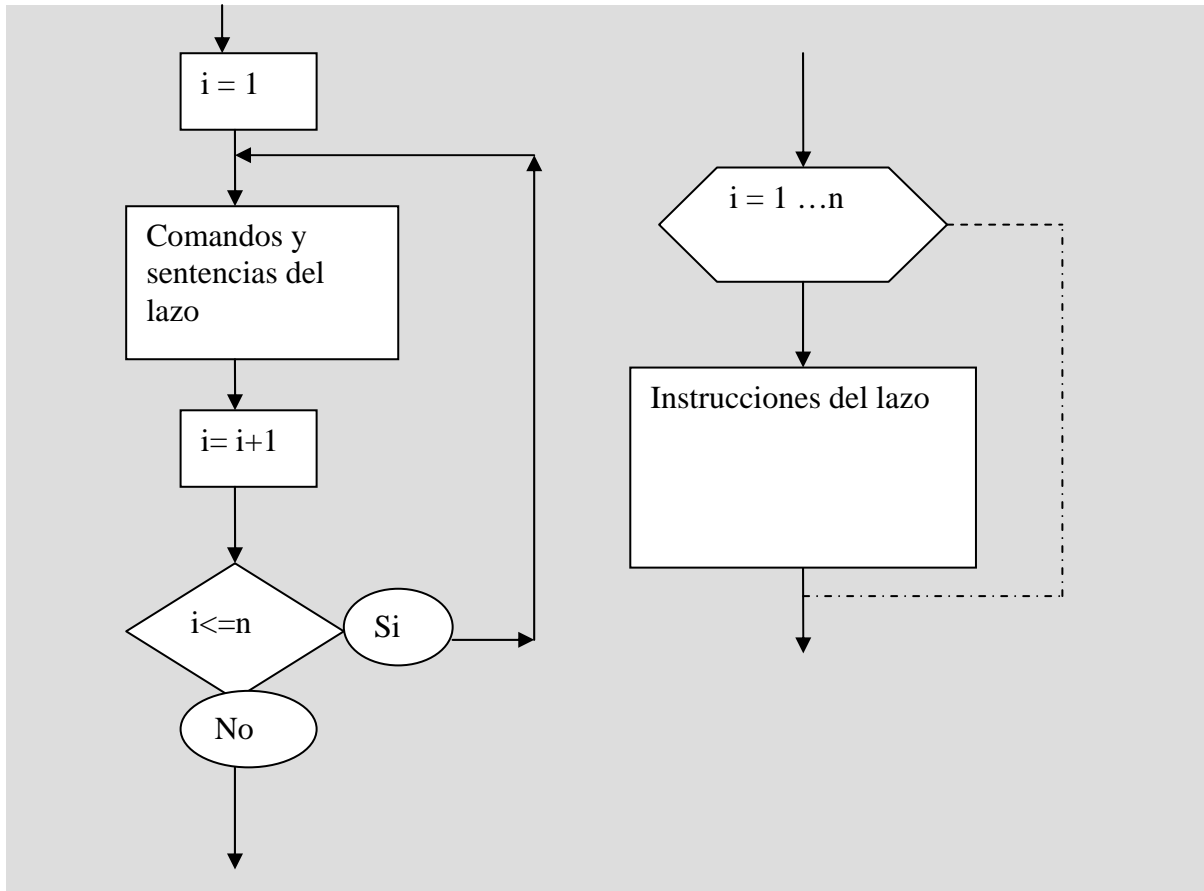 i = 1
Comandos y
sentencias del
lazo
i= i+1
i<=n
Si
No
i = 1 …n
Instrucciones del lazo